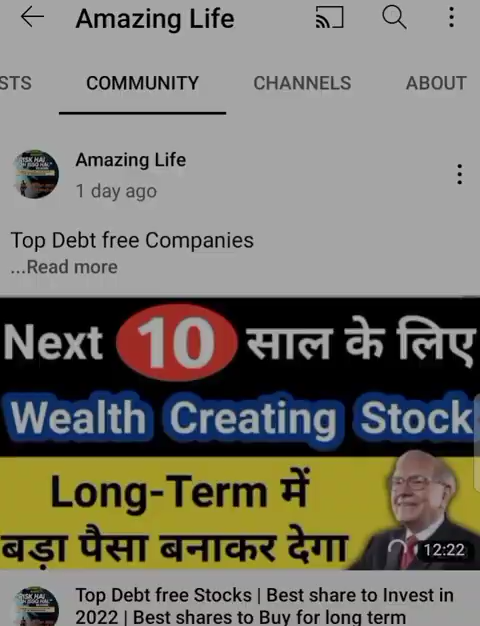 Amazing Life
STS COMMUNITY CHANNELS ABOUT
Amazing Life
1 day ago
Top Debt free Companies
...Read more
Next 10 साल के लिए
Wealth Creating Stock
Long-Term में
बड़ा पैसा बनाकर देगा
12:22
Top Debt free Stocks | Best share to Invest in
2022 | Best shares to Buy for long term